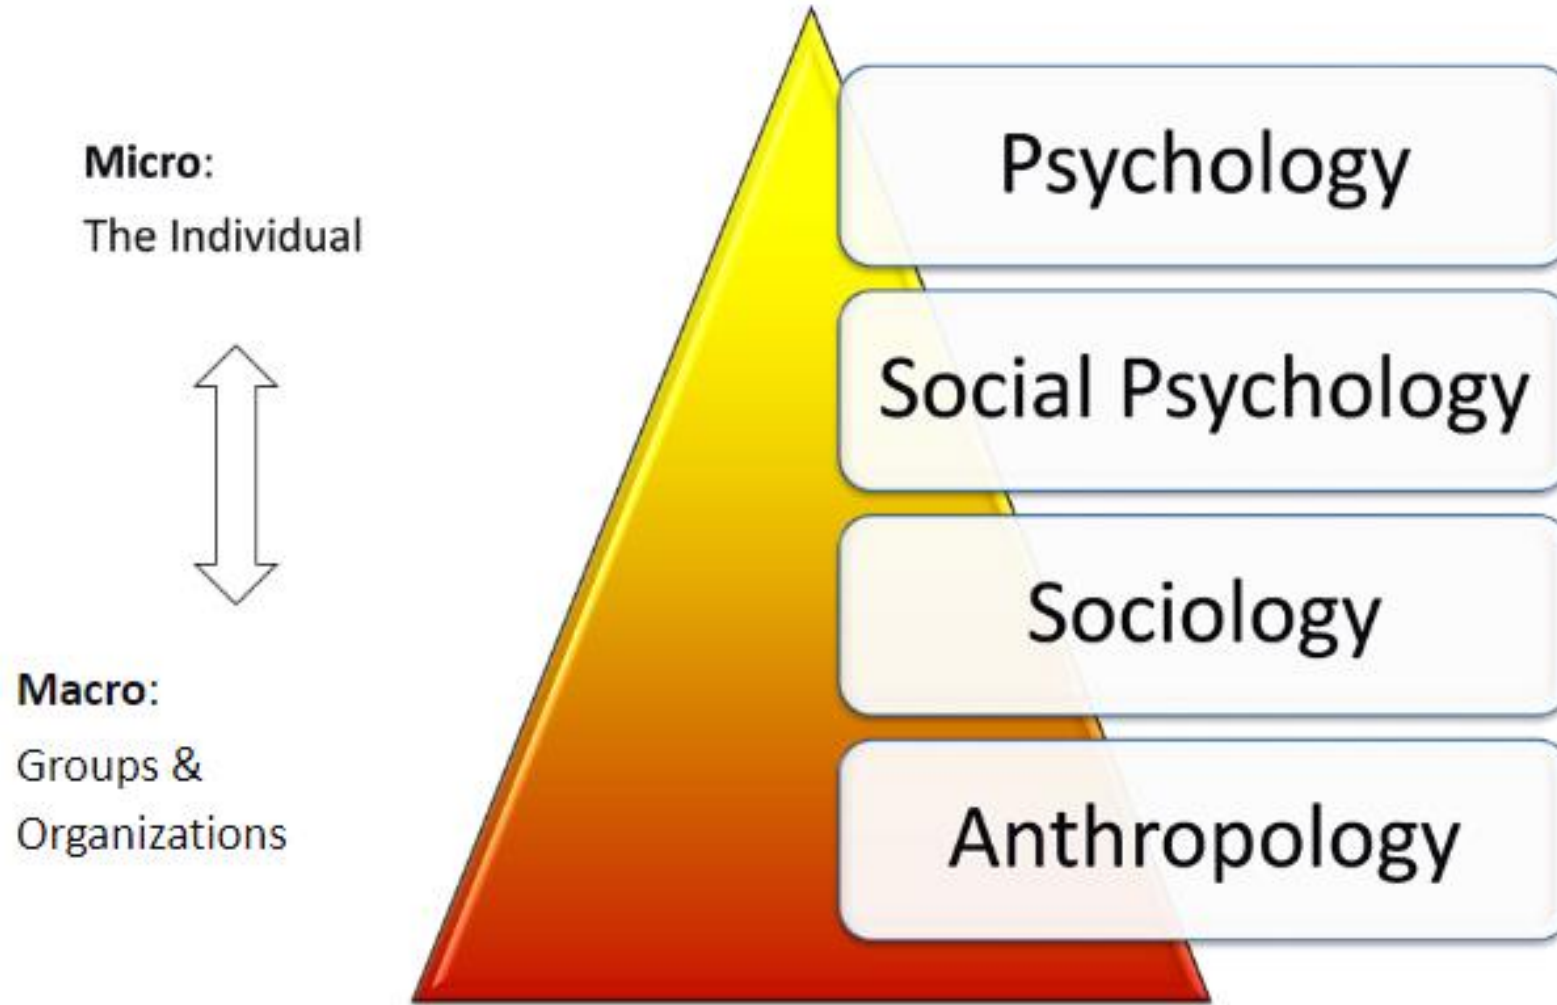 Micro:
The Individual
Macro:
Groups &
Organizations
Psychology
Social Psychology
Sociology
Anthropology